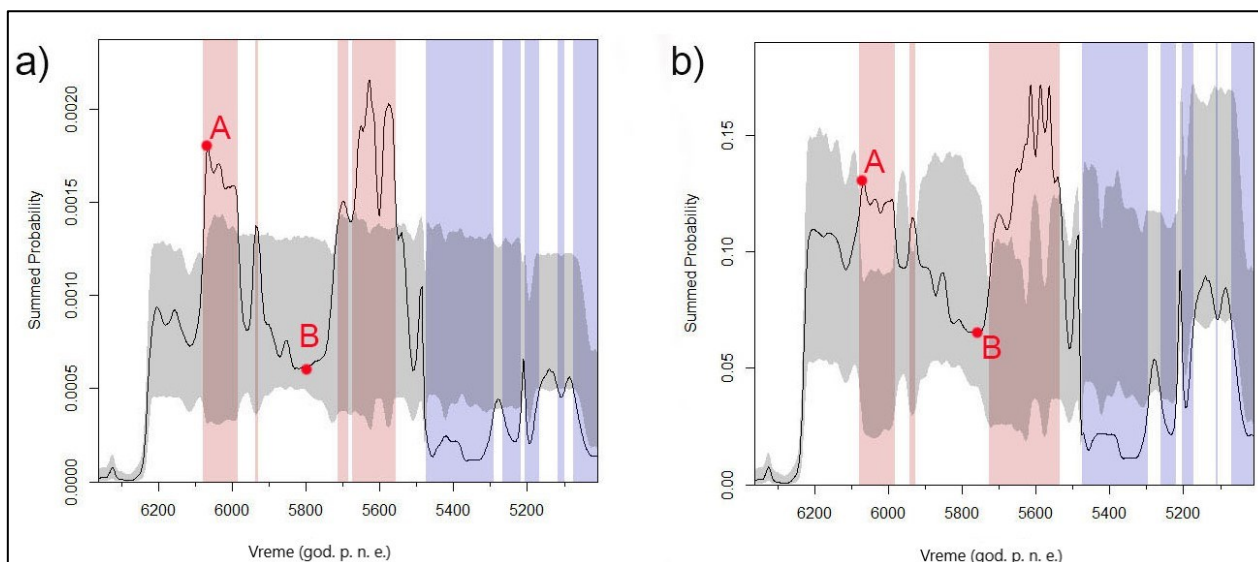 a)
Summed Probability
0.0020
0.0015
0.0010
0.0005
0.0000
A
B
6200 6000 5800 5600 5400 5200
Vreme (god. p. n. e.)
b)
Summed Probability
0.15
0.10
0.05
0.00
A
B
6200 6000 5800 5600 5400 5200
Vreme (god. p. n. e.)